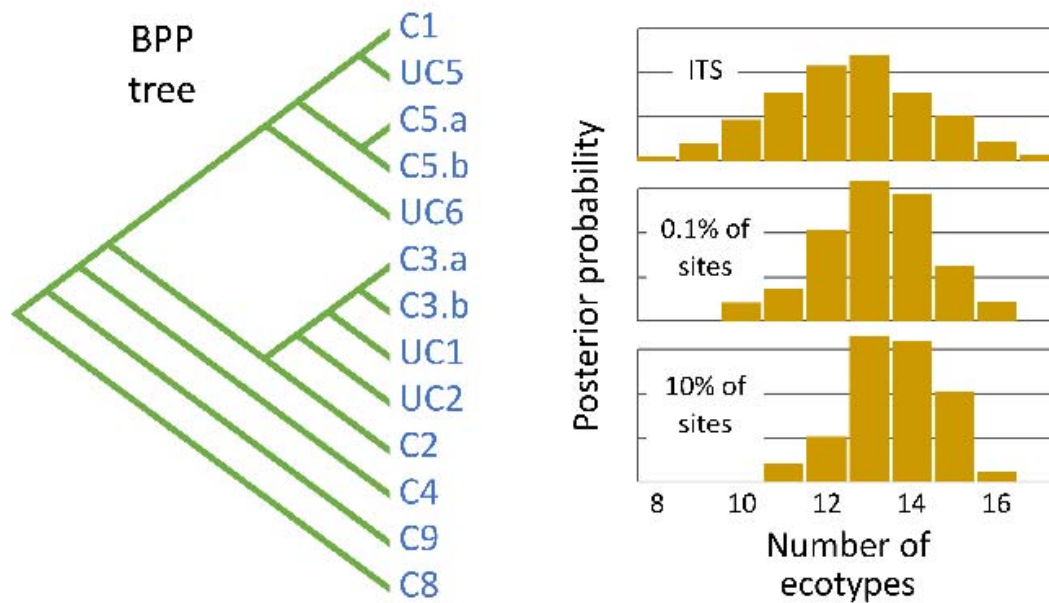 BPP
tree
C1
UC5
C5.a
C5.b
UC6
C3.a
C3.b
UC1
UC2
C2
C4
C9
C8
Posterior probability
ITS
0.1% of
sites
10% of
sites
8 10 12 14 16
Number of
ecotypes